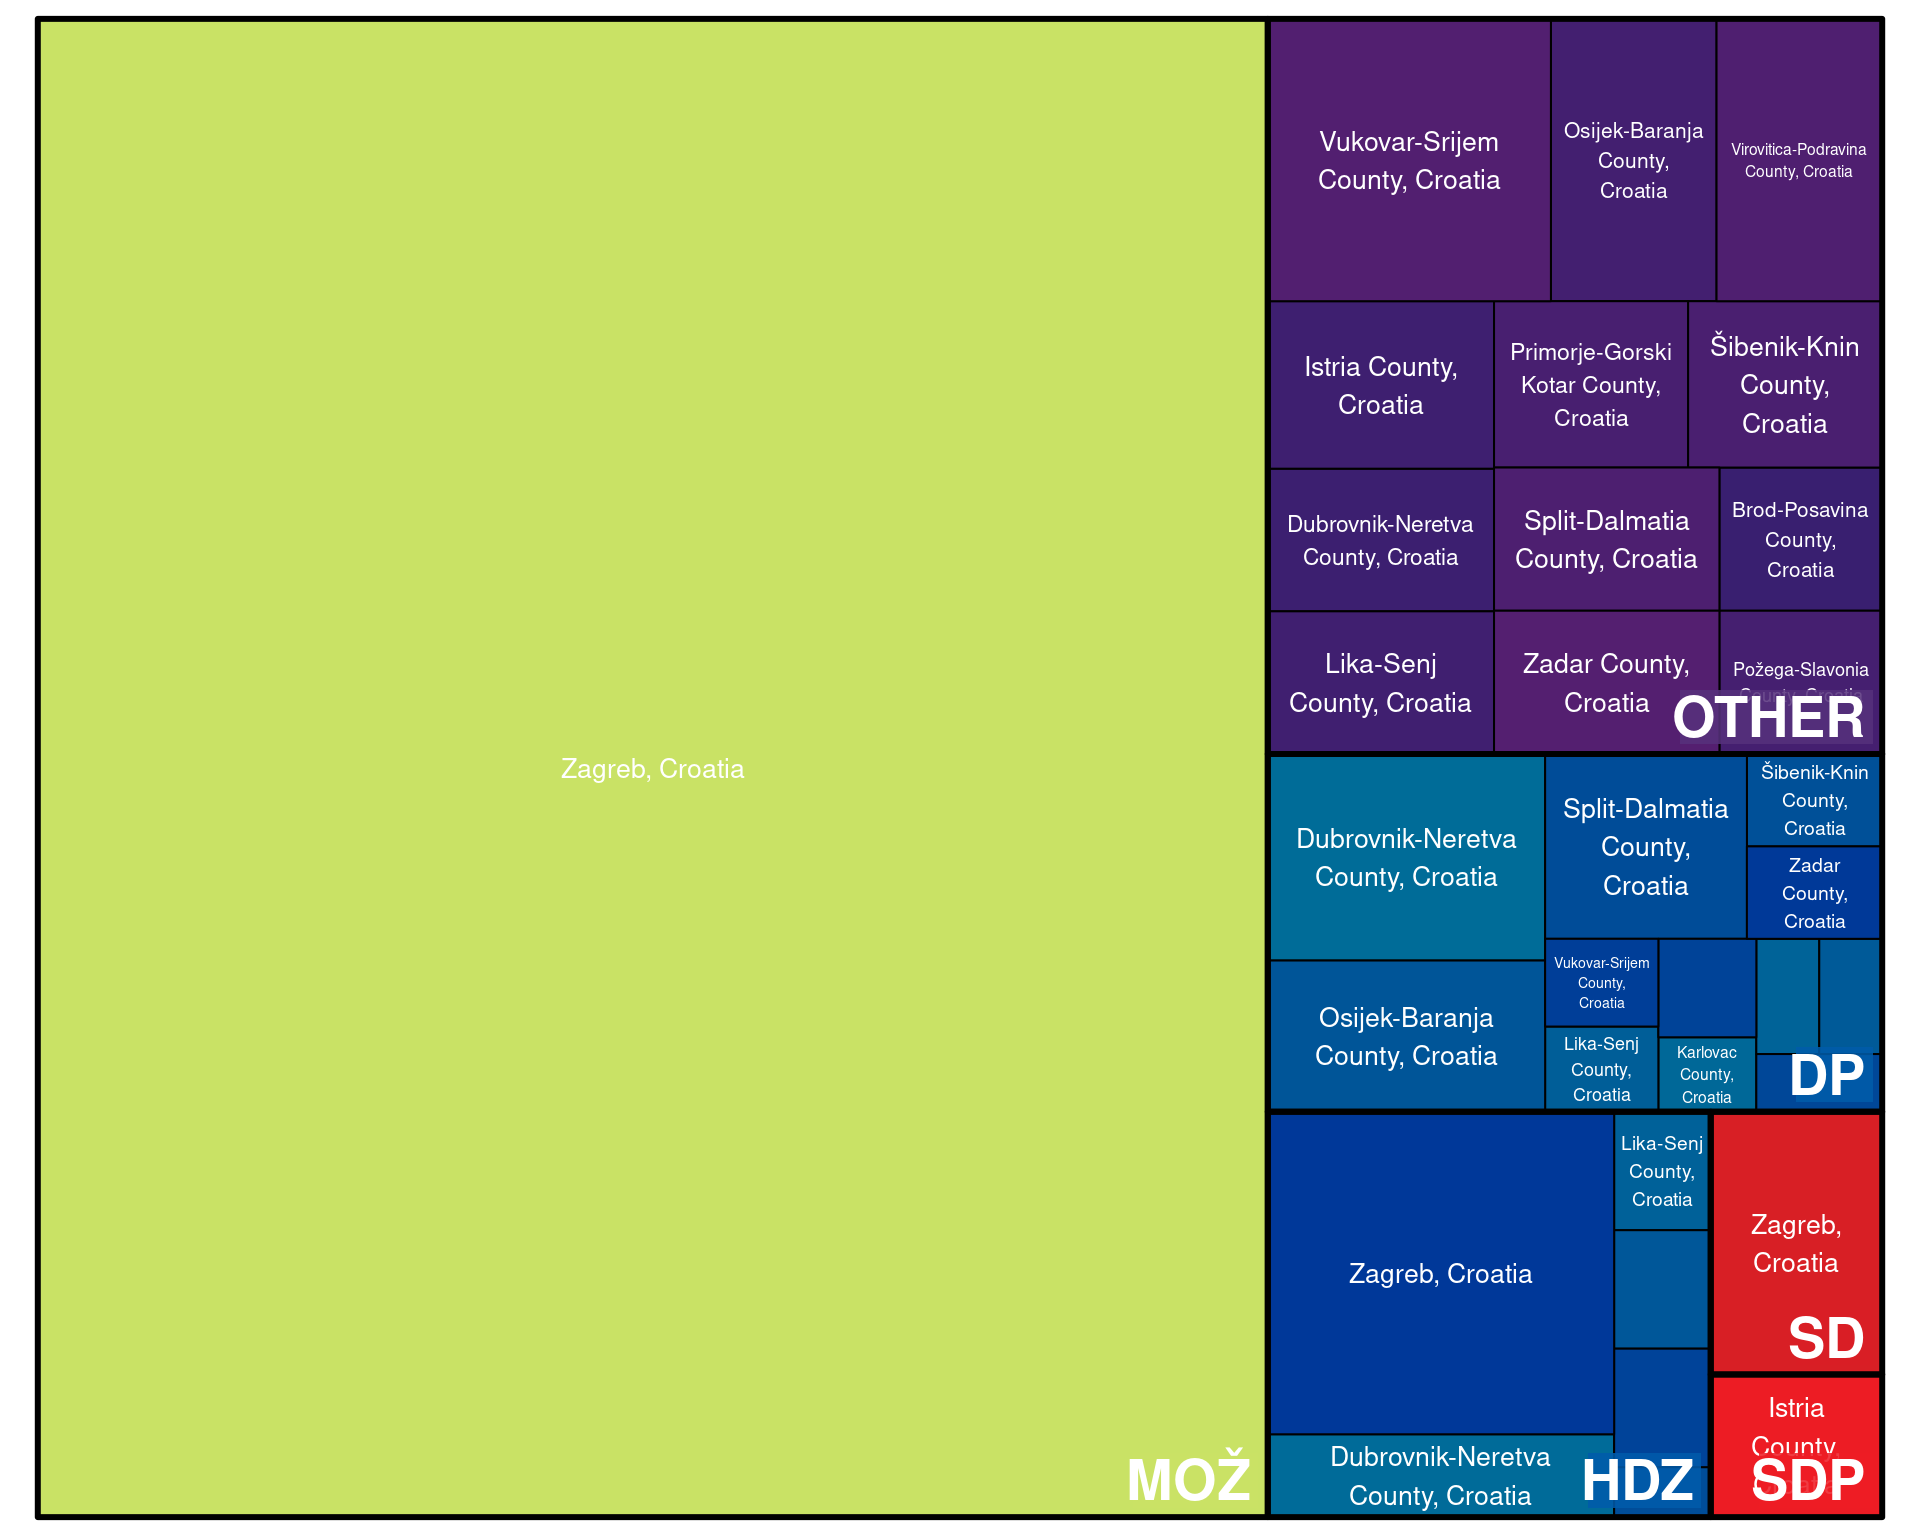 Zagreb, Croatia
MOŽ
Vukovar-Srijem
County, Croatia
Osijek-Baranja
County,
Croatia
Virovitica-Podravina
County, Croatia
Istria County,
Croatia
Primorje-Gorski
Kotar County,
Croatia
Šibenik-Knin
County,
Croatia
Dubrovnik-Neretva
County, Croatia
Split-Dalmatia
County, Croatia
Brod-Posavina
County,
Croatia
Lika-Senj
County, Croatia
Zadar County,
Croatia
Požega-Slavonia
County, Croatia
OTHER
Dubrovnik-Neretva
County, Croatia
Split-Dalmatia
County,
Croatia
Šibenik-Knin
County,
Croatia
Zadar
County,
Croatia
Osijek-Baranja
County, Croatia
Vukovar-Srijem
County,
Croatia
Lika-Senj
County,
Croatia
Karlovac
County,
Croatia
DP
Zagreb, Croatia
Lika-Senj
County,
Croatia
Dubrovnik-Neretva
County, Croatia
HDZ
Zagreb,
Croatia
SD
Istria
County,
SDP